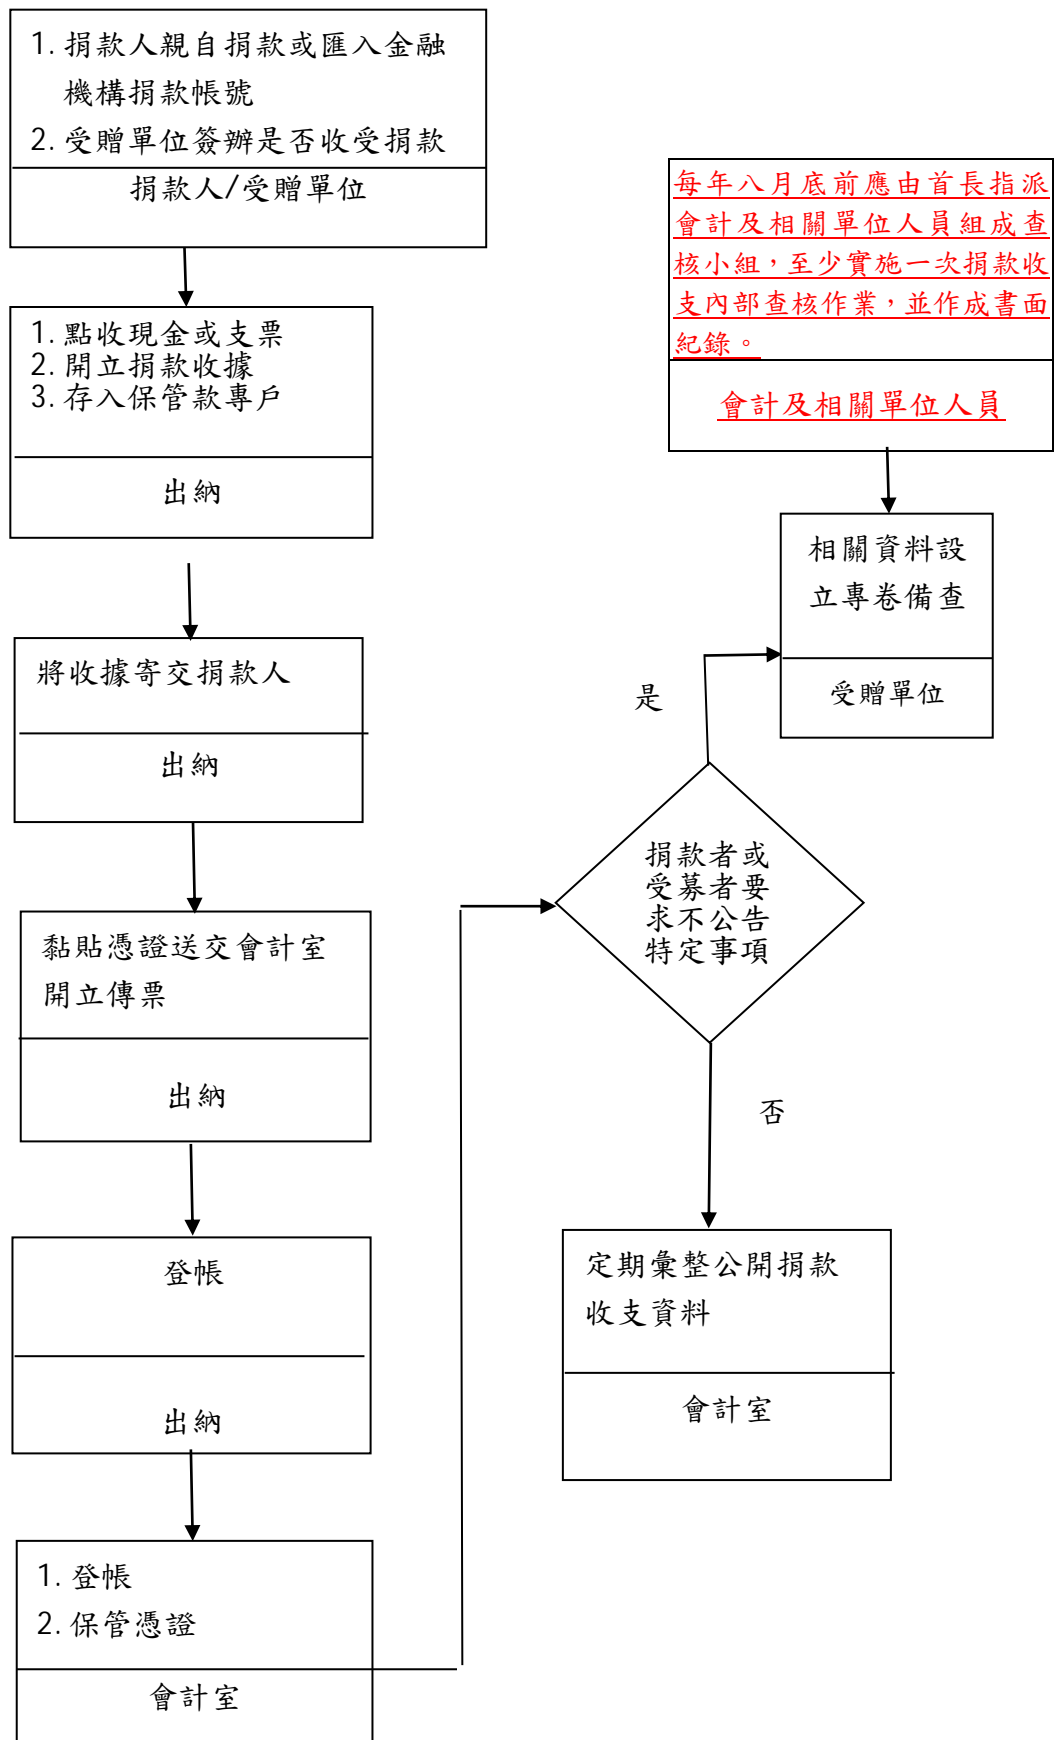 1. 捐款人親自捐款或匯入金融
機構捐款帳號
2. 受贈單位簽辦是否收受捐款
捐款人/受贈單位
1. 點收現金或支票
2. 開立捐款收據
3. 存入保管款專戶
出納
將收據寄交捐款人
出納
黏貼憑證送交會計室
開立傳票
出納
登帳
出納
1. 登帳
2. 保管憑證
會計室
每年八月底前應由首長指派
會計及相關單位人員組成查
核小組，至少實施一次捐款收
支內部查核作業，並作成書面
紀錄。
會計及相關單位人員
相關資料設
立專卷備查
受贈單位
是
捐款者或
受募者要
求不公告
特定事項
否
定期彙整公開捐款
收支資料
會計室